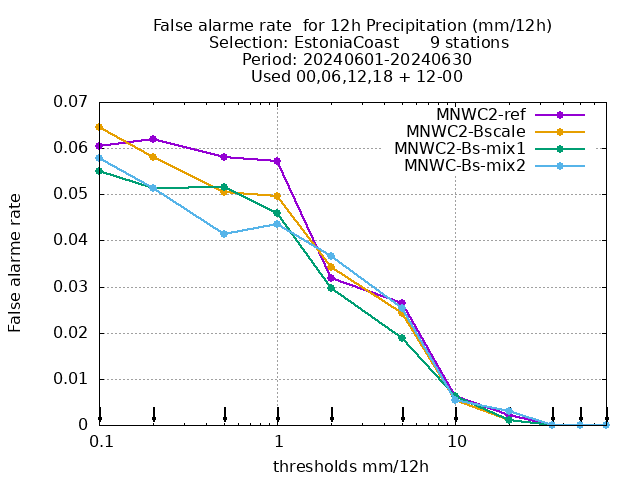 False alarme rate  for 12h Precipitation (mm/12h)
Selection: EstoniaCoast      9 stations
Period: 20240601-20240630
Used 00,06,12,18 + 12-00
MNWC2-ref
MNWC2-Bscale
MNWC2-Bs-mix1
MNWC-Bs-mix2
False alarme rate
0.07
0.06
0.05
0.04
0.03
0.02
0.01
0
0.1 1 10
thresholds mm/12h